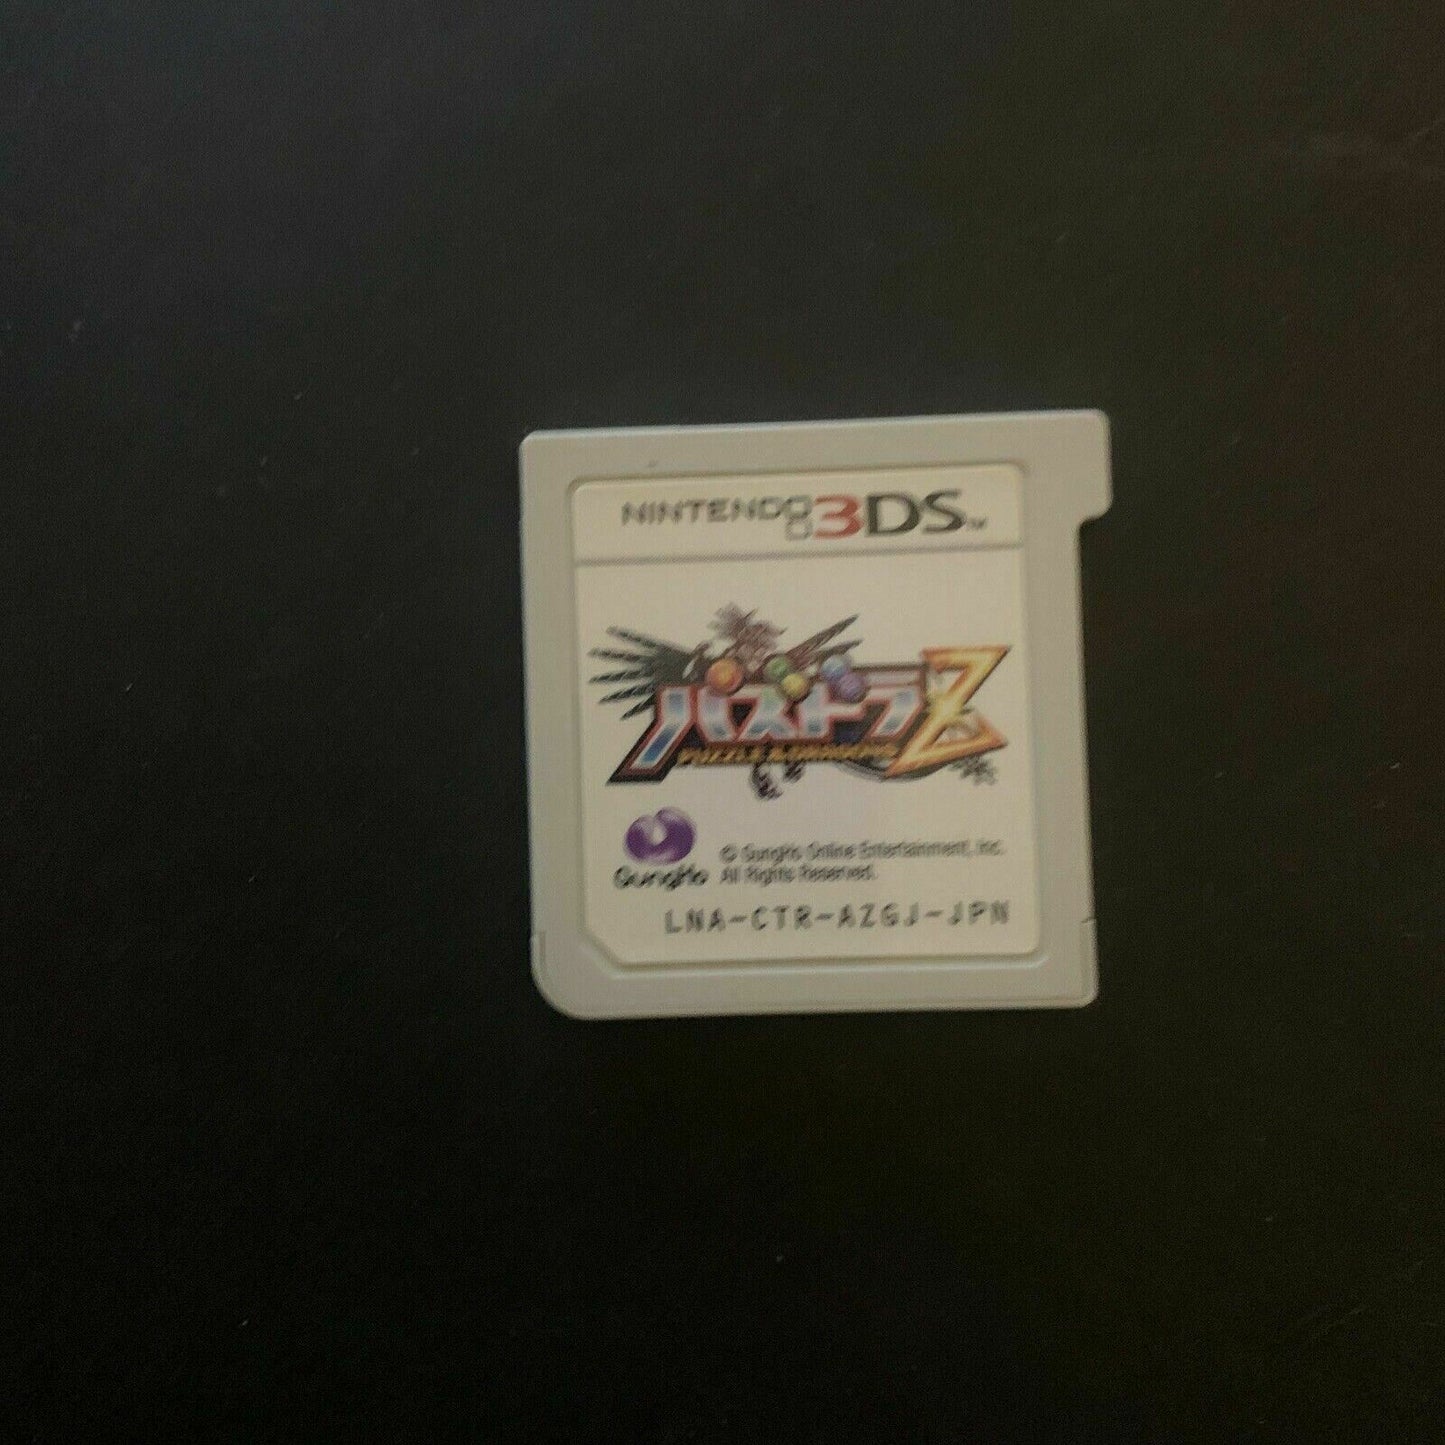 NINTENDO 3DS™
パズドラZ
PUZZLE & DRAGONS
© GungHo Online Entertainment, Inc.
GungHo All Rights Reserved.
LNA-CTR-AZGJ-JPN